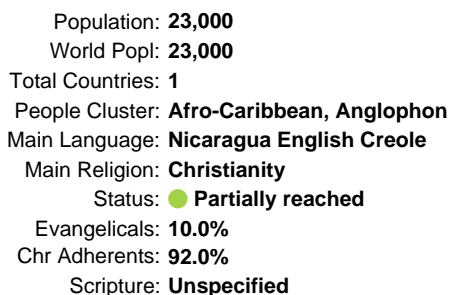 Population: 23,000
World Popl: 23,000
Total Countries: 1
People Cluster: Afro-Caribbean, Anglophon
Main Language: Nicaragua English Creole
Main Religion: Christianity
Status: Partially reached
Evangelicals: 10.0%
Chr Adherents: 92.0%
Scripture: Unspecified